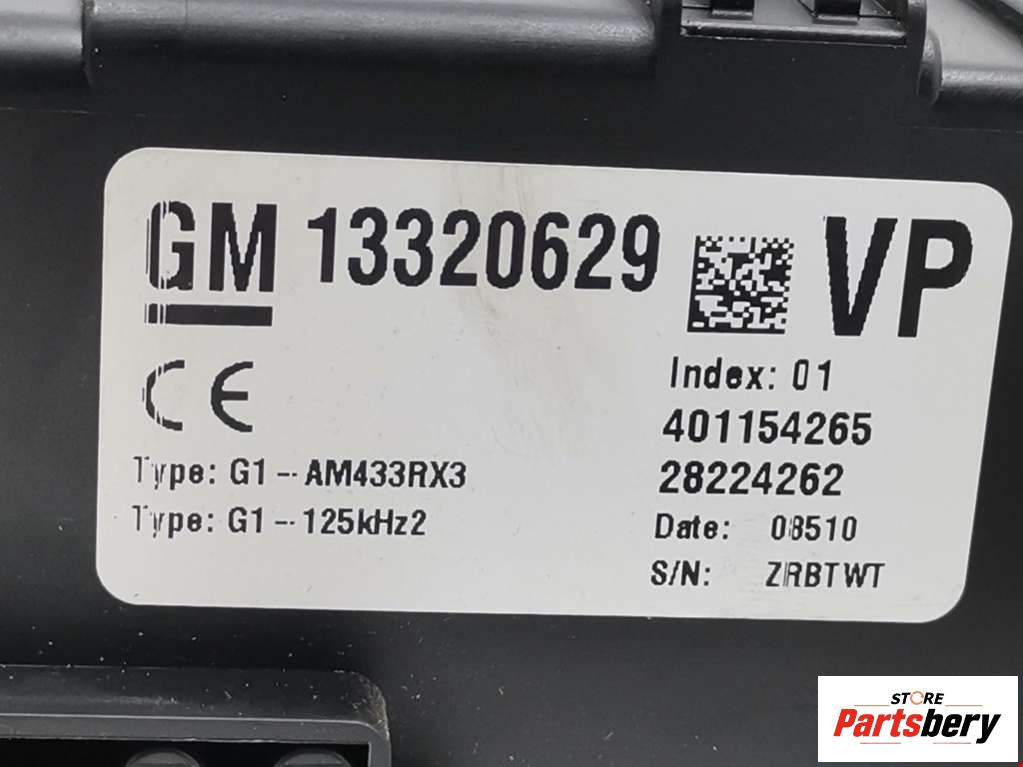 GM 13320629 VP
CE
Index: 01
401154265
28224262
Type: G1--AM433RX3
Type: G1--125kHz2
Date: 08510
S/N: ZRBTWT
STORE
Partsbery